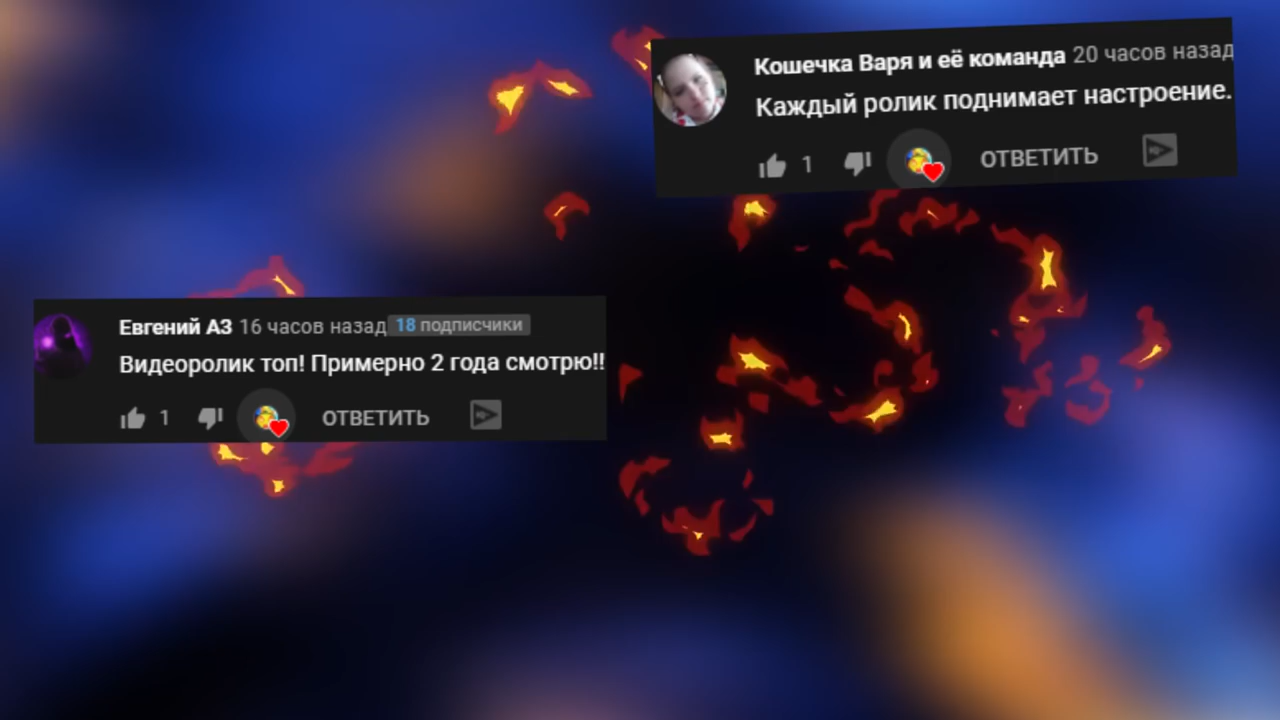 Кошечка Варя и её команда 20 часов назад
Каждый ролик поднимает настроение.
1 ОТВЕТИТЬ
Евгений АЗ 16 часов назад 18 подписчики
Видеоролик топ! Примерно 2 года смотрю!!
1 ОТВЕТИТЬ